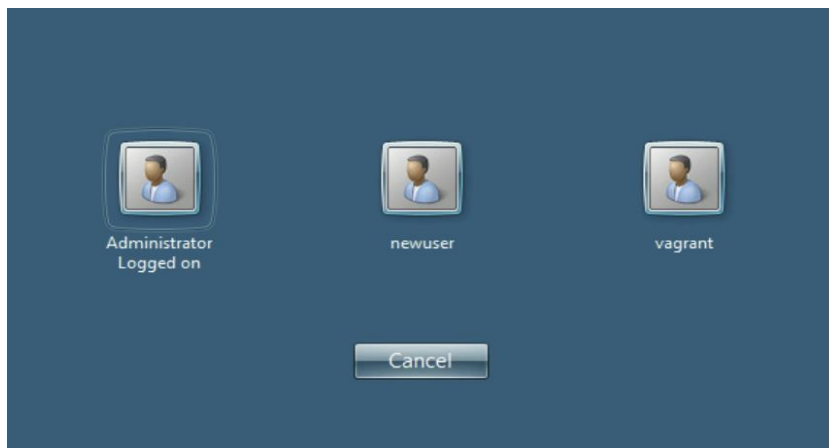 Administrator
Logged on
newuser
vagrant
Cancel